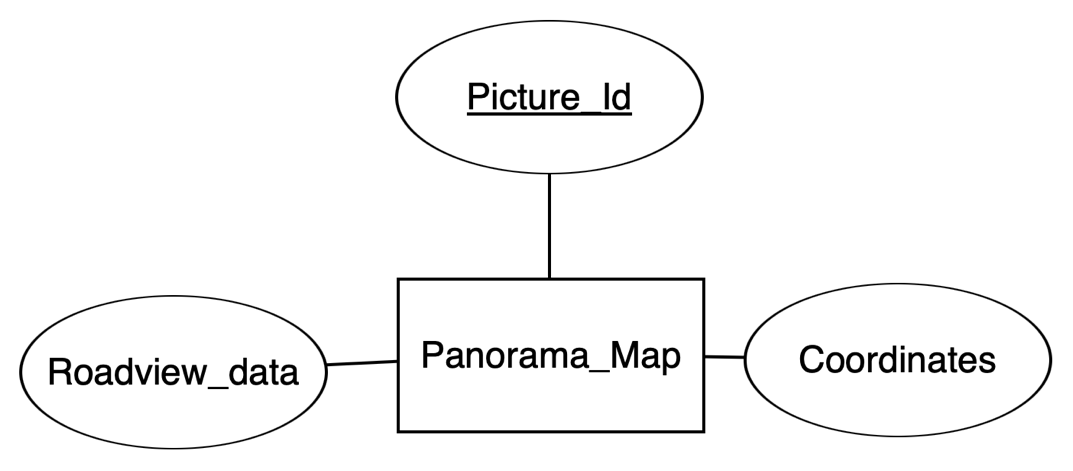 Picture_Id
Roadview_data
Panorama_Map
Coordinates